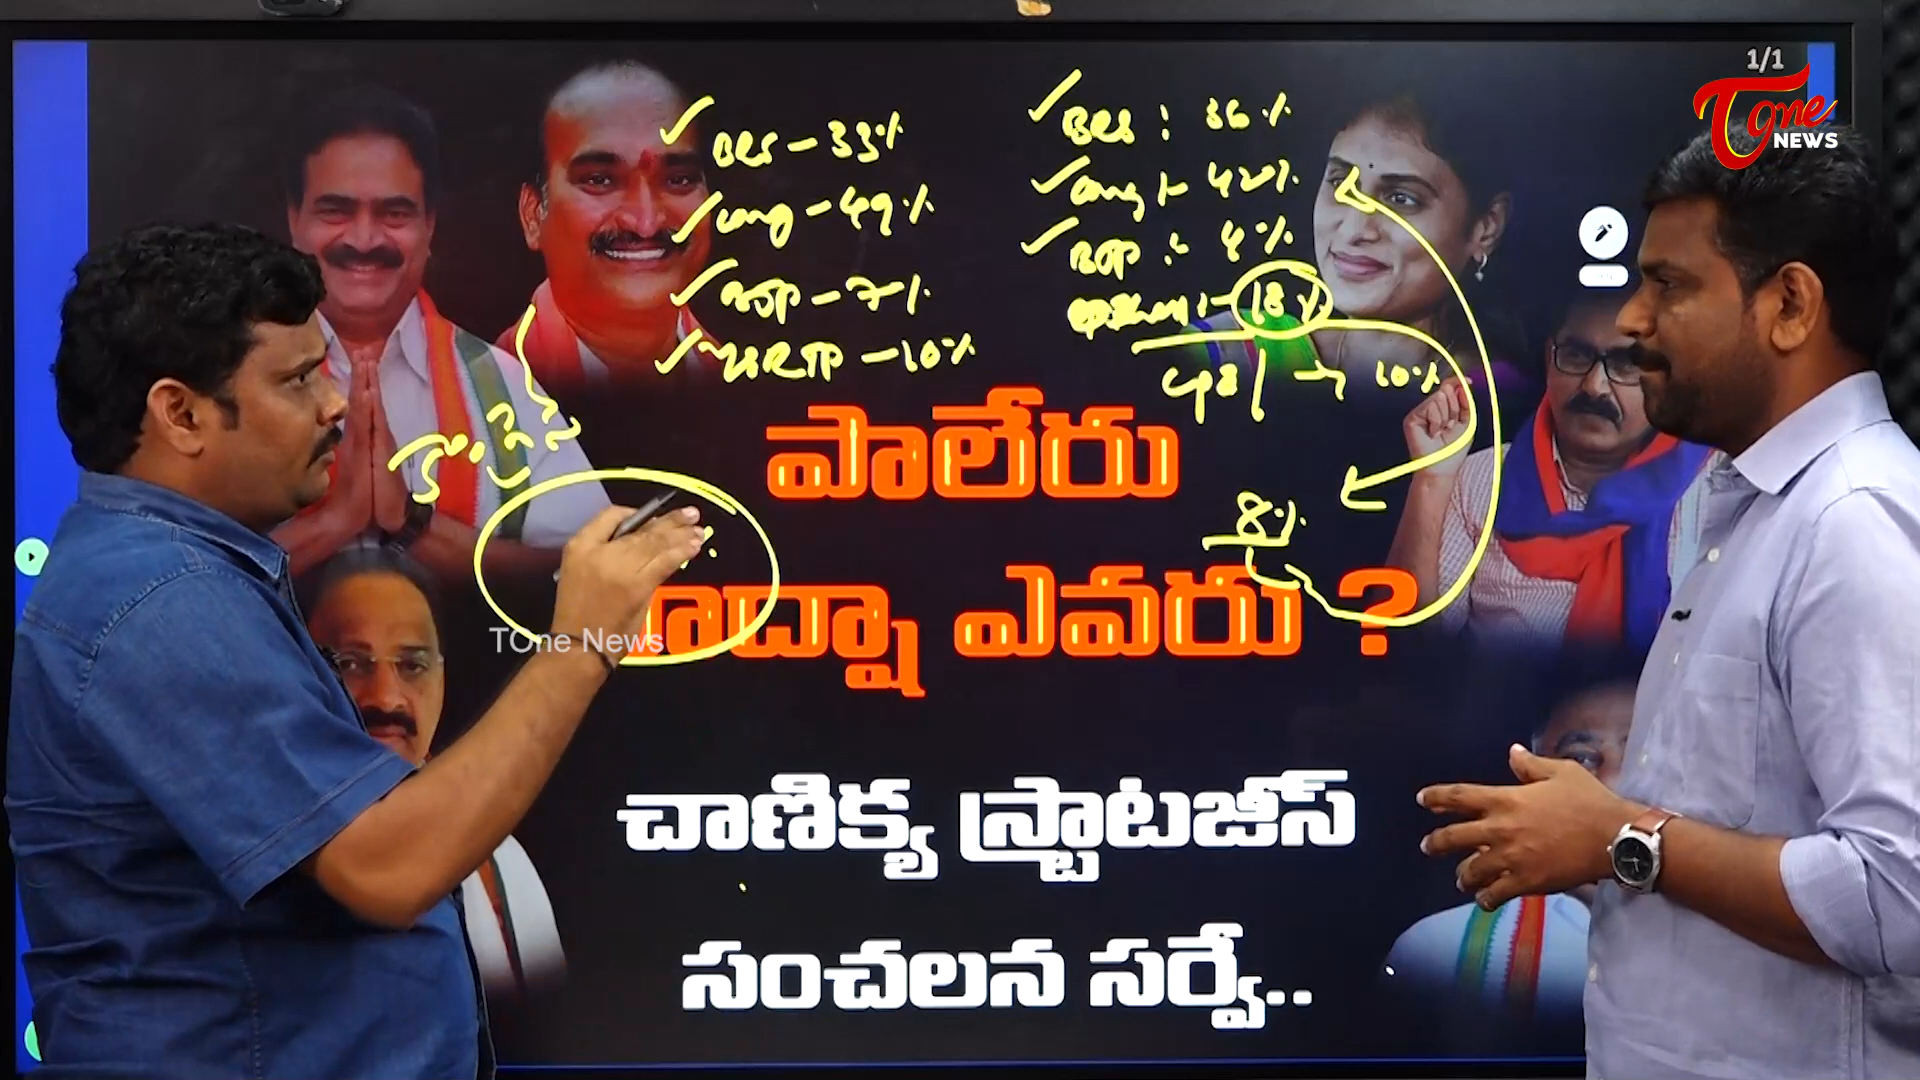 1/1
Tone
NEWS
BRS - 33%
Cong - 49%
BJP - 7%
YSRTP - 10%
BRS : 36%
Cong :- 42%
BJP :- 4%
18%
48
10%
8%
పాలేరు
ఎవరు ?
TOne News
చాణిక్య స్ట్రాటజీస్
సంచలన సర్వే..